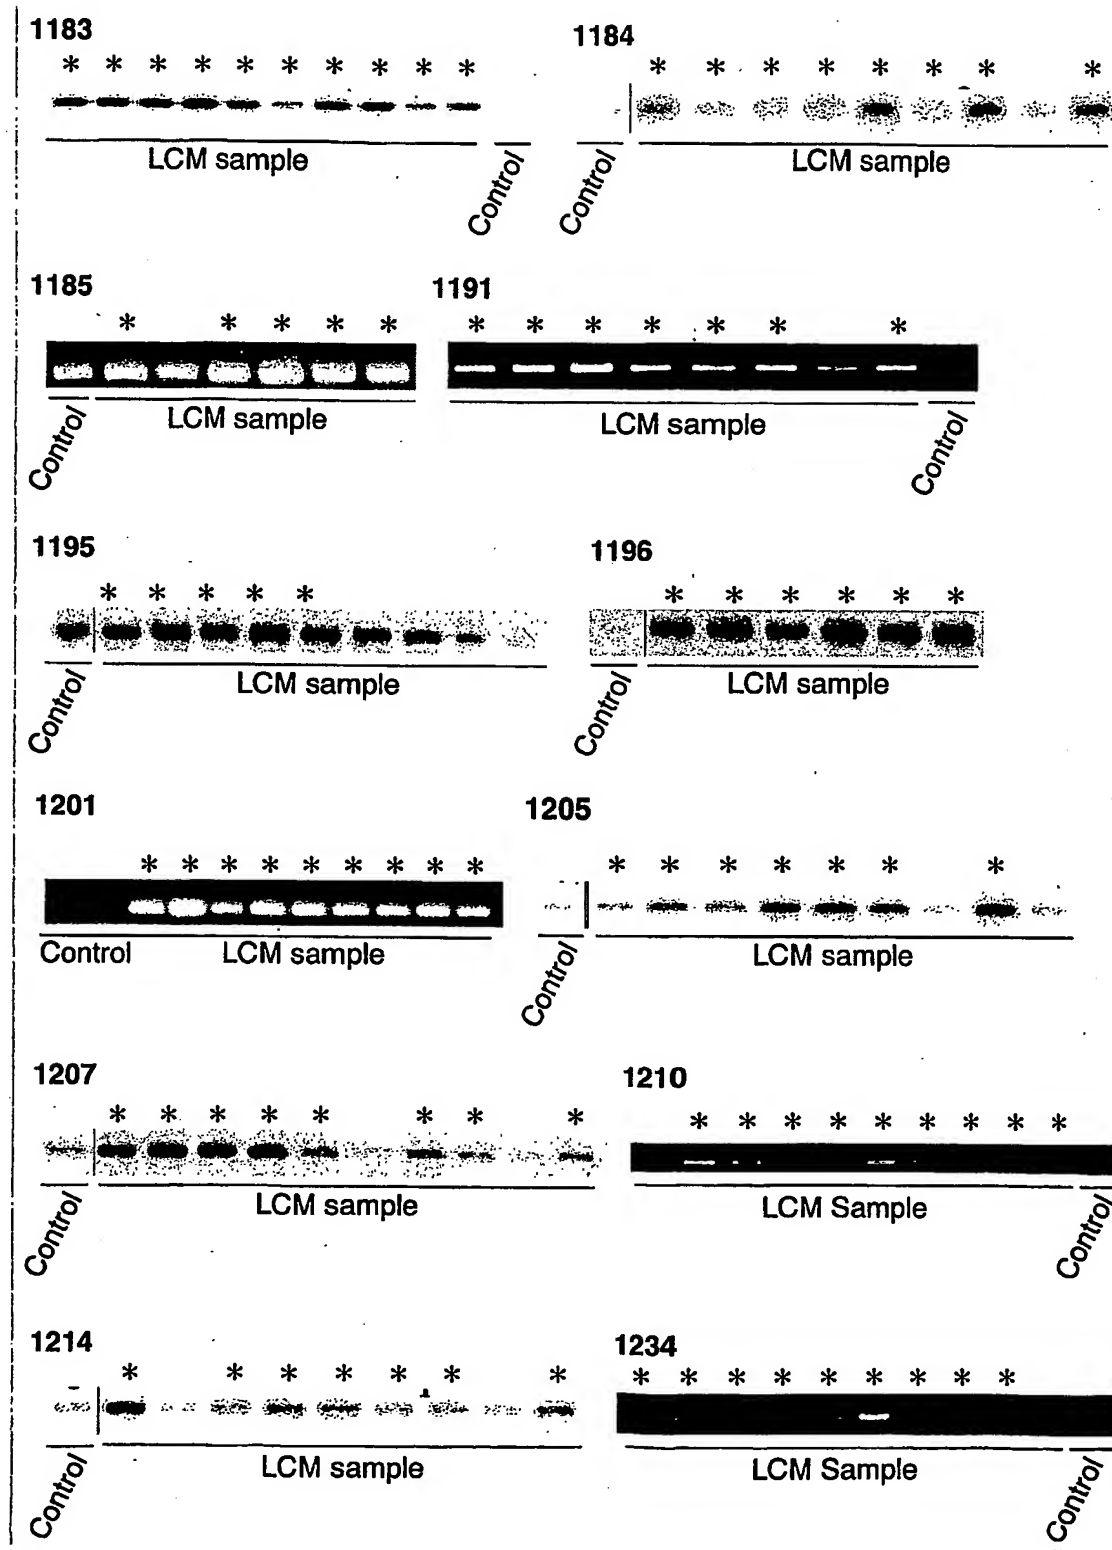 1183
* * * * * * * * * *
LCM sample
Control
1184
* * * * * * * *
Control
LCM sample
1185
* * * * *
Control
LCM sample
1191
* * * * * * *
LCM sample
Control
1195
* * * * *
Control
LCM sample
1196
* * * * * *
Control
LCM sample
1201
* * * * * * * * *
Control
LCM sample
1205
* * * * * * *
Control
LCM sample
1207
* * * * * * * *
Control
LCM sample
1210
* * * * * * * * *
LCM Sample
Control
1214
* * * * * * *
Control
LCM sample
1234
* * * * * * * * *
LCM Sample
Control